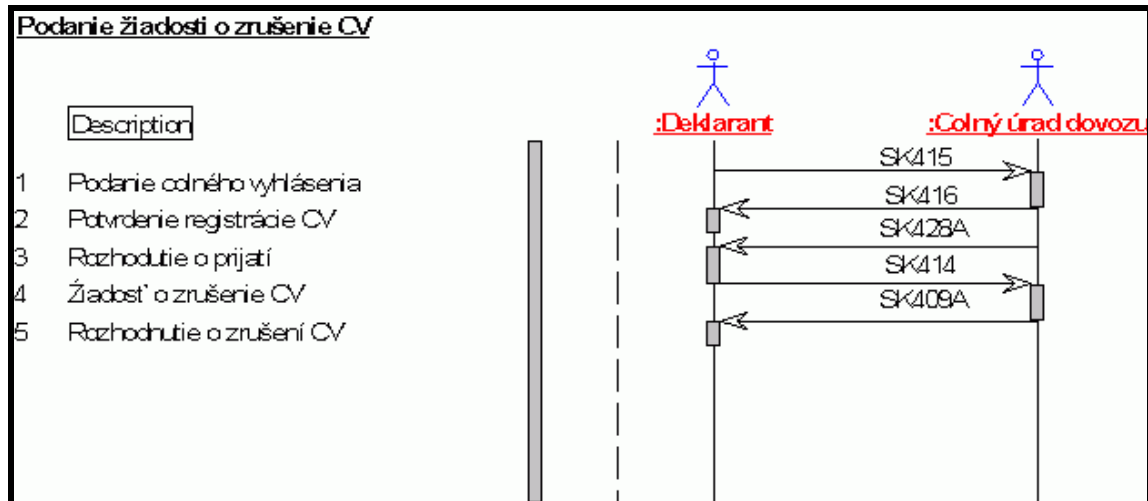 Podanie žiadosti o zrušenie CV
Description
:Deklarant
:Colný úrad dovozu
1 Podanie colného vyhlásenia
2 Potvrdenie registrácie CV
3 Rozhodutie o prijatí
4 Źiadosť o zrušenie CV
5 Rozhodnutie o zrušení CV
SK415
SK416
SK428A
SK414
SK409A